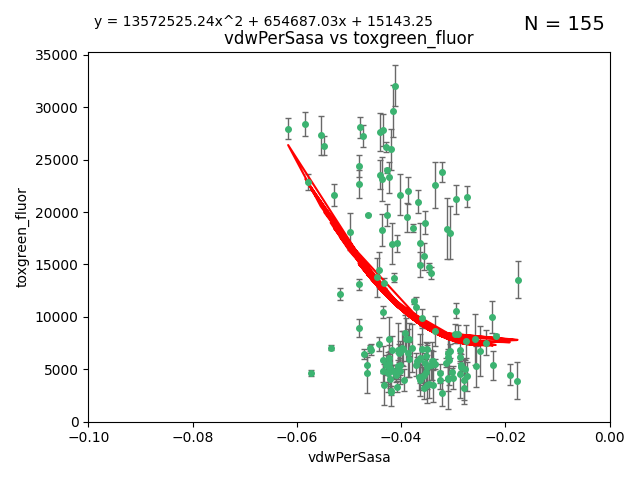 y = 13572525.24x^2 + 654687.03x + 15143.25
N = 155
vdwPerSasa vs toxgreen_fluor
35000
30000
25000
20000
15000
10000
5000
0
toxgreen_fluor
−0.10 −0.08 −0.06 −0.04 −0.02 0.00
vdwPerSasa